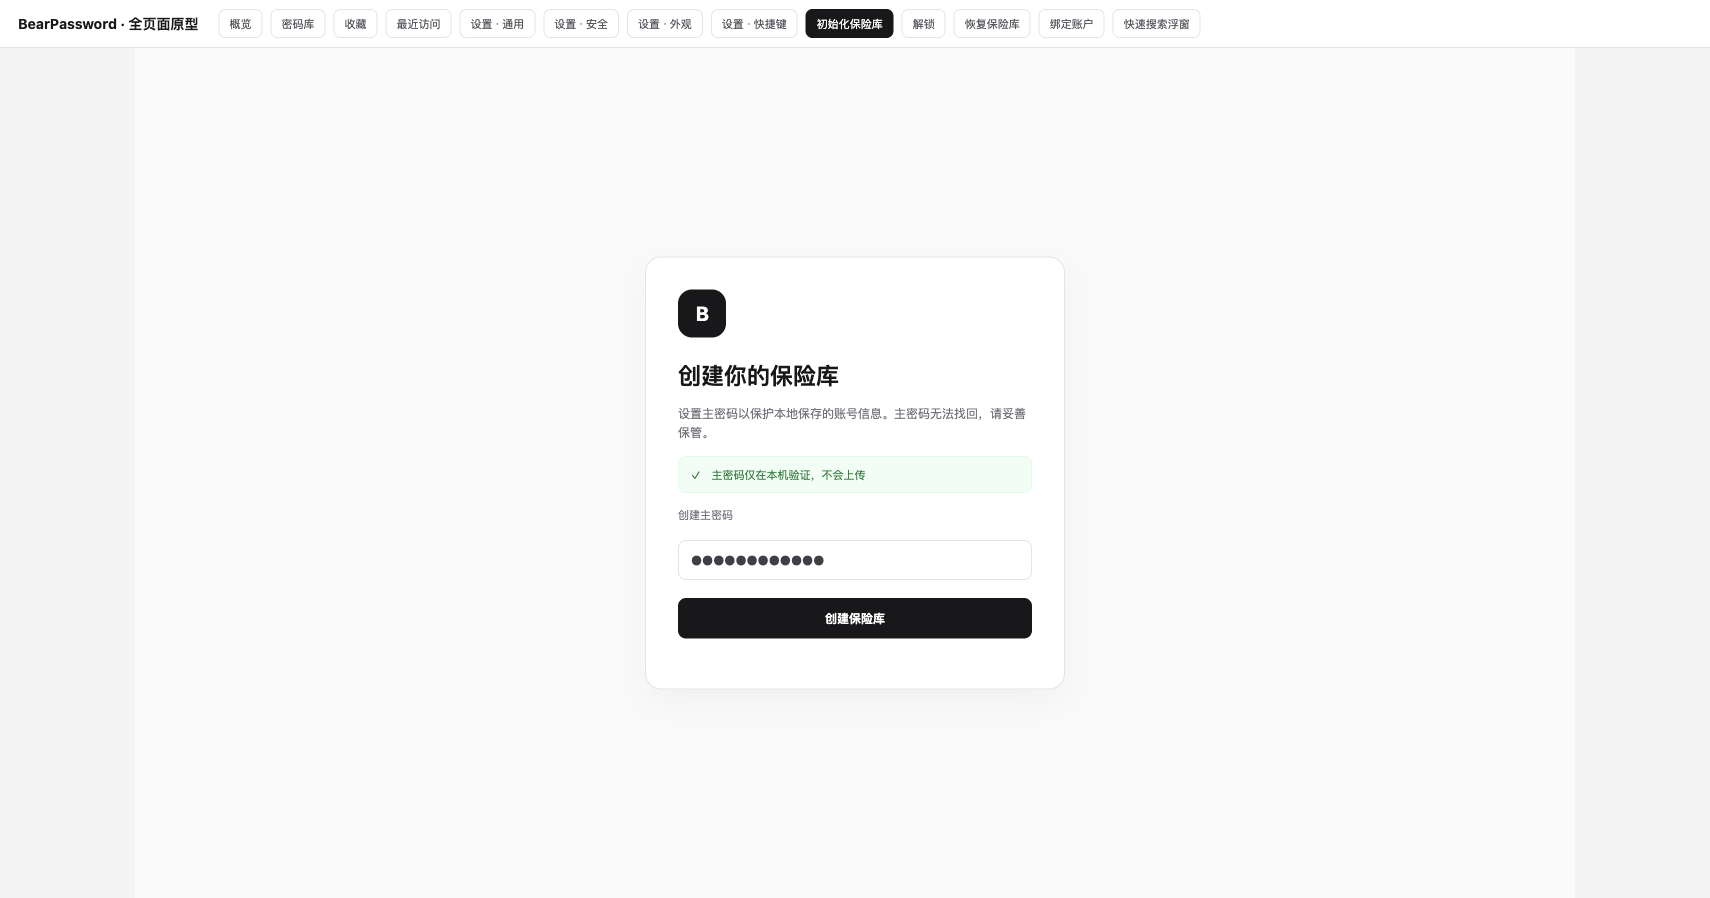 BearPassword · 全页面原型
概览
密码库
收藏
最近访问
设置 · 通用
设置 · 安全
设置 · 外观
设置 · 快捷键
初始化保险库
解锁
恢复保险库
绑定账户
快速搜索浮窗
B
创建你的保险库
设置主密码以保护本地保存的账号信息。主密码无法找回，请妥善
保管。
✓ 主密码仅在本机验证，不会上传
创建主密码
●●●●●●●●●●●●
创建保险库